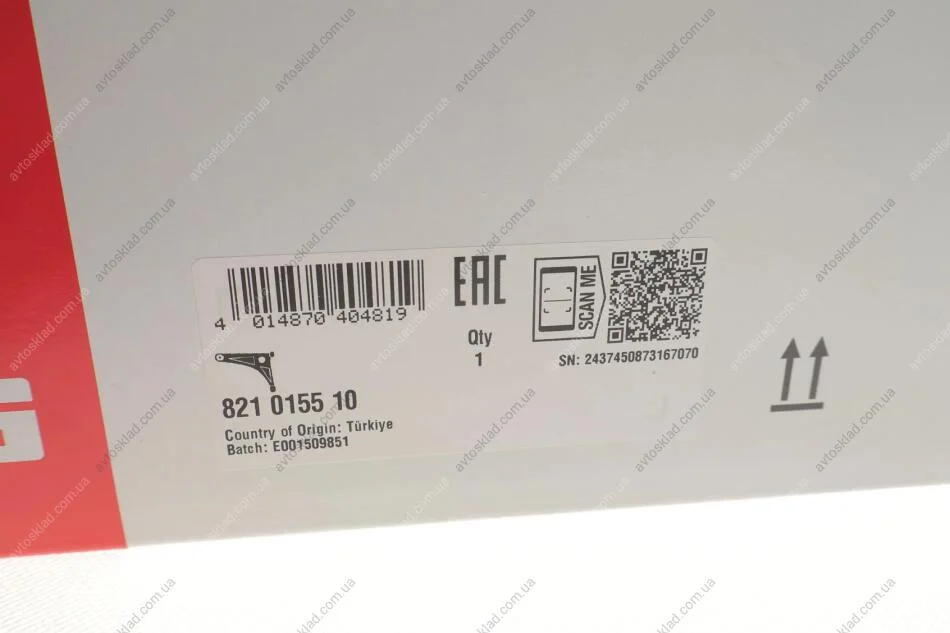 4 014870 404819
EAC
SCAN ME
Qty
1
SN: 2437450873167070
821 0155 10
Country of Origin: Türkiye
Batch: E001509851
avtosklad.com.ua